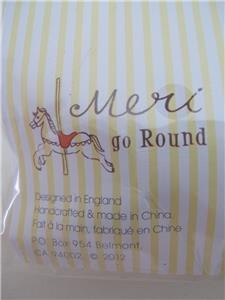 Meri
go Round
Designed in England
Handcrafted & made in China.
Fait à la main, fabriqué en Chine
P.O. Box 954 Belmont,
CA 94002 © 2012